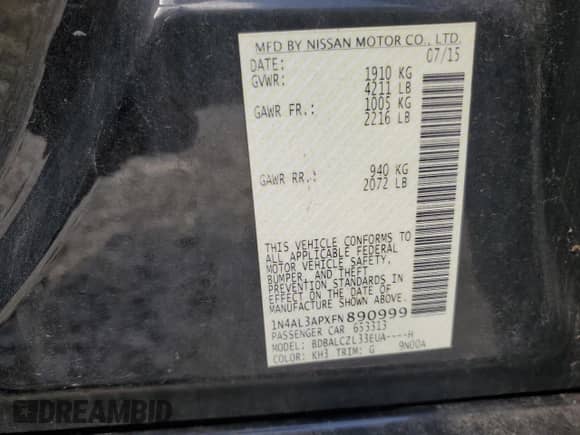 MFD BY NISSAN MOTOR CO., LTD.
DATE: 07/15
GVWR: 1910 KG
4211 LB
GAWR FR.: 1005 KG
2216 LB
GAWR RR.: 940 KG
2072 LB
THIS VEHICLE CONFORMS TO
ALL APPLICABLE FEDERAL
MOTOR VEHICLE SAFETY,
BUMPER, AND THEFT
PREVENTION STANDARDS IN
EFFECT ON THE DATE OF
MANUFACTURE SHOWN ABOVE.
1N4AL3APXFN890999
PASSENGER CAR 653313
MODEL: BDBALCZL33EUA----H
COLOR: KH3 TRIM: G 9N00A
DREAMBID